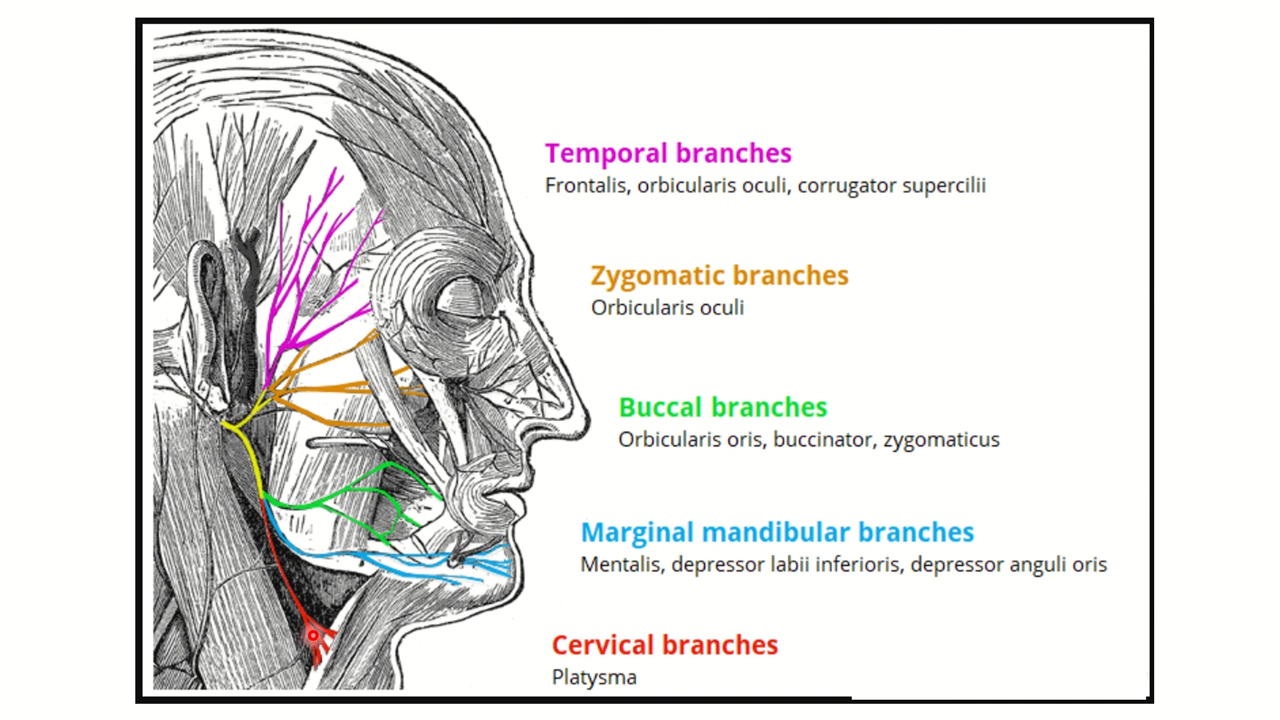 Temporal branches
Frontalis, orbicularis oculi, corrugator supercilii
Zygomatic branches
Orbicularis oculi
Buccal branches
Orbicularis oris, buccinator, zygomaticus
Marginal mandibular branches
Mentalis, depressor labii inferioris, depressor anguli oris
Cervical branches
Platysma